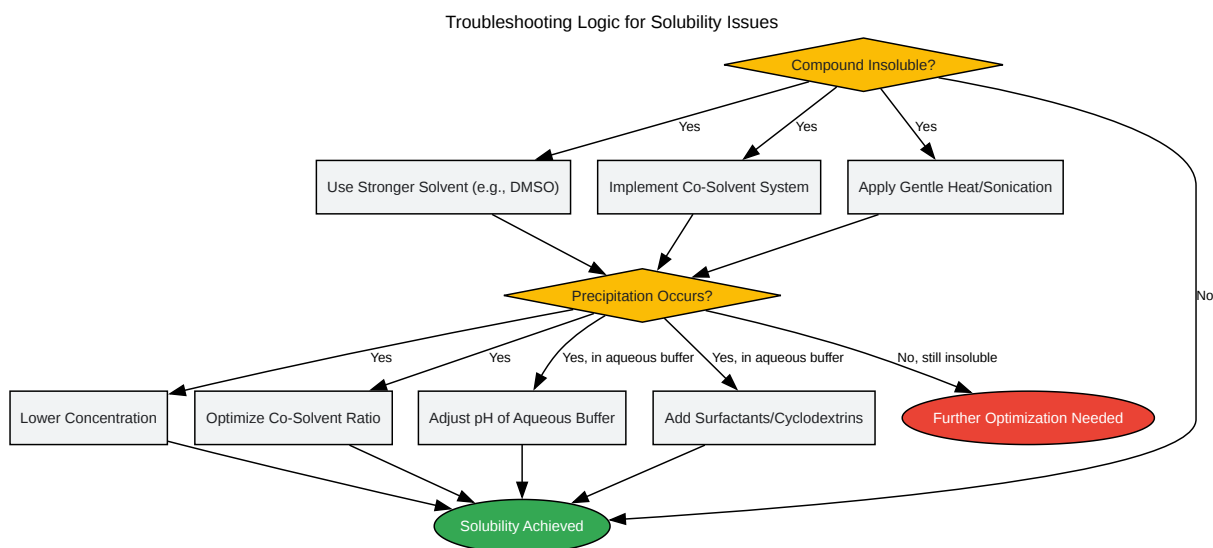 Troubleshooting Logic for Solubility Issues
Compound Insoluble?
Yes
Yes
Yes
Use Stronger Solvent (e.g., DMSO)
Implement Co-Solvent System
Apply Gentle Heat/Sonication
Precipitation Occurs?
No
Yes
Yes
Yes, in aqueous buffer
Yes, in aqueous buffer
No, still insoluble
Lower Concentration
Optimize Co-Solvent Ratio
Adjust pH of Aqueous Buffer
Add Surfactants/Cyclodextrins
Further Optimization Needed
Solubility Achieved